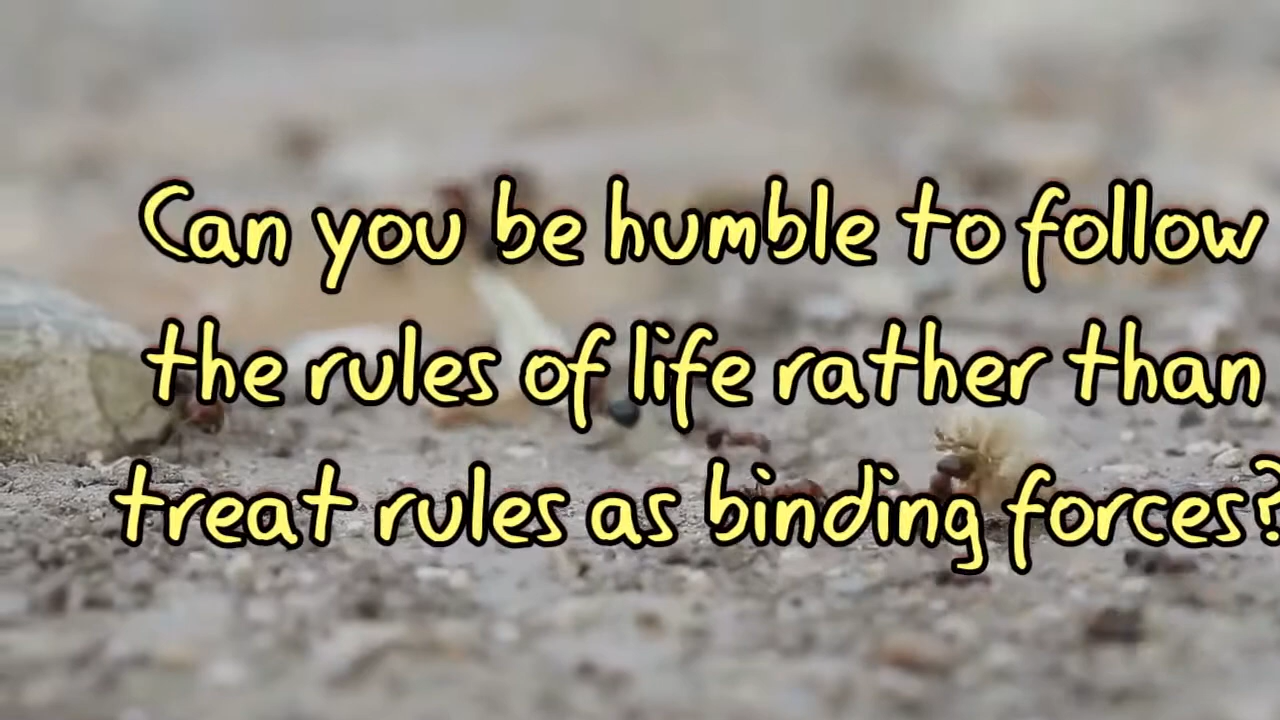 Can you be humble to follow
the rules of life rather than
treat rules as binding forces?